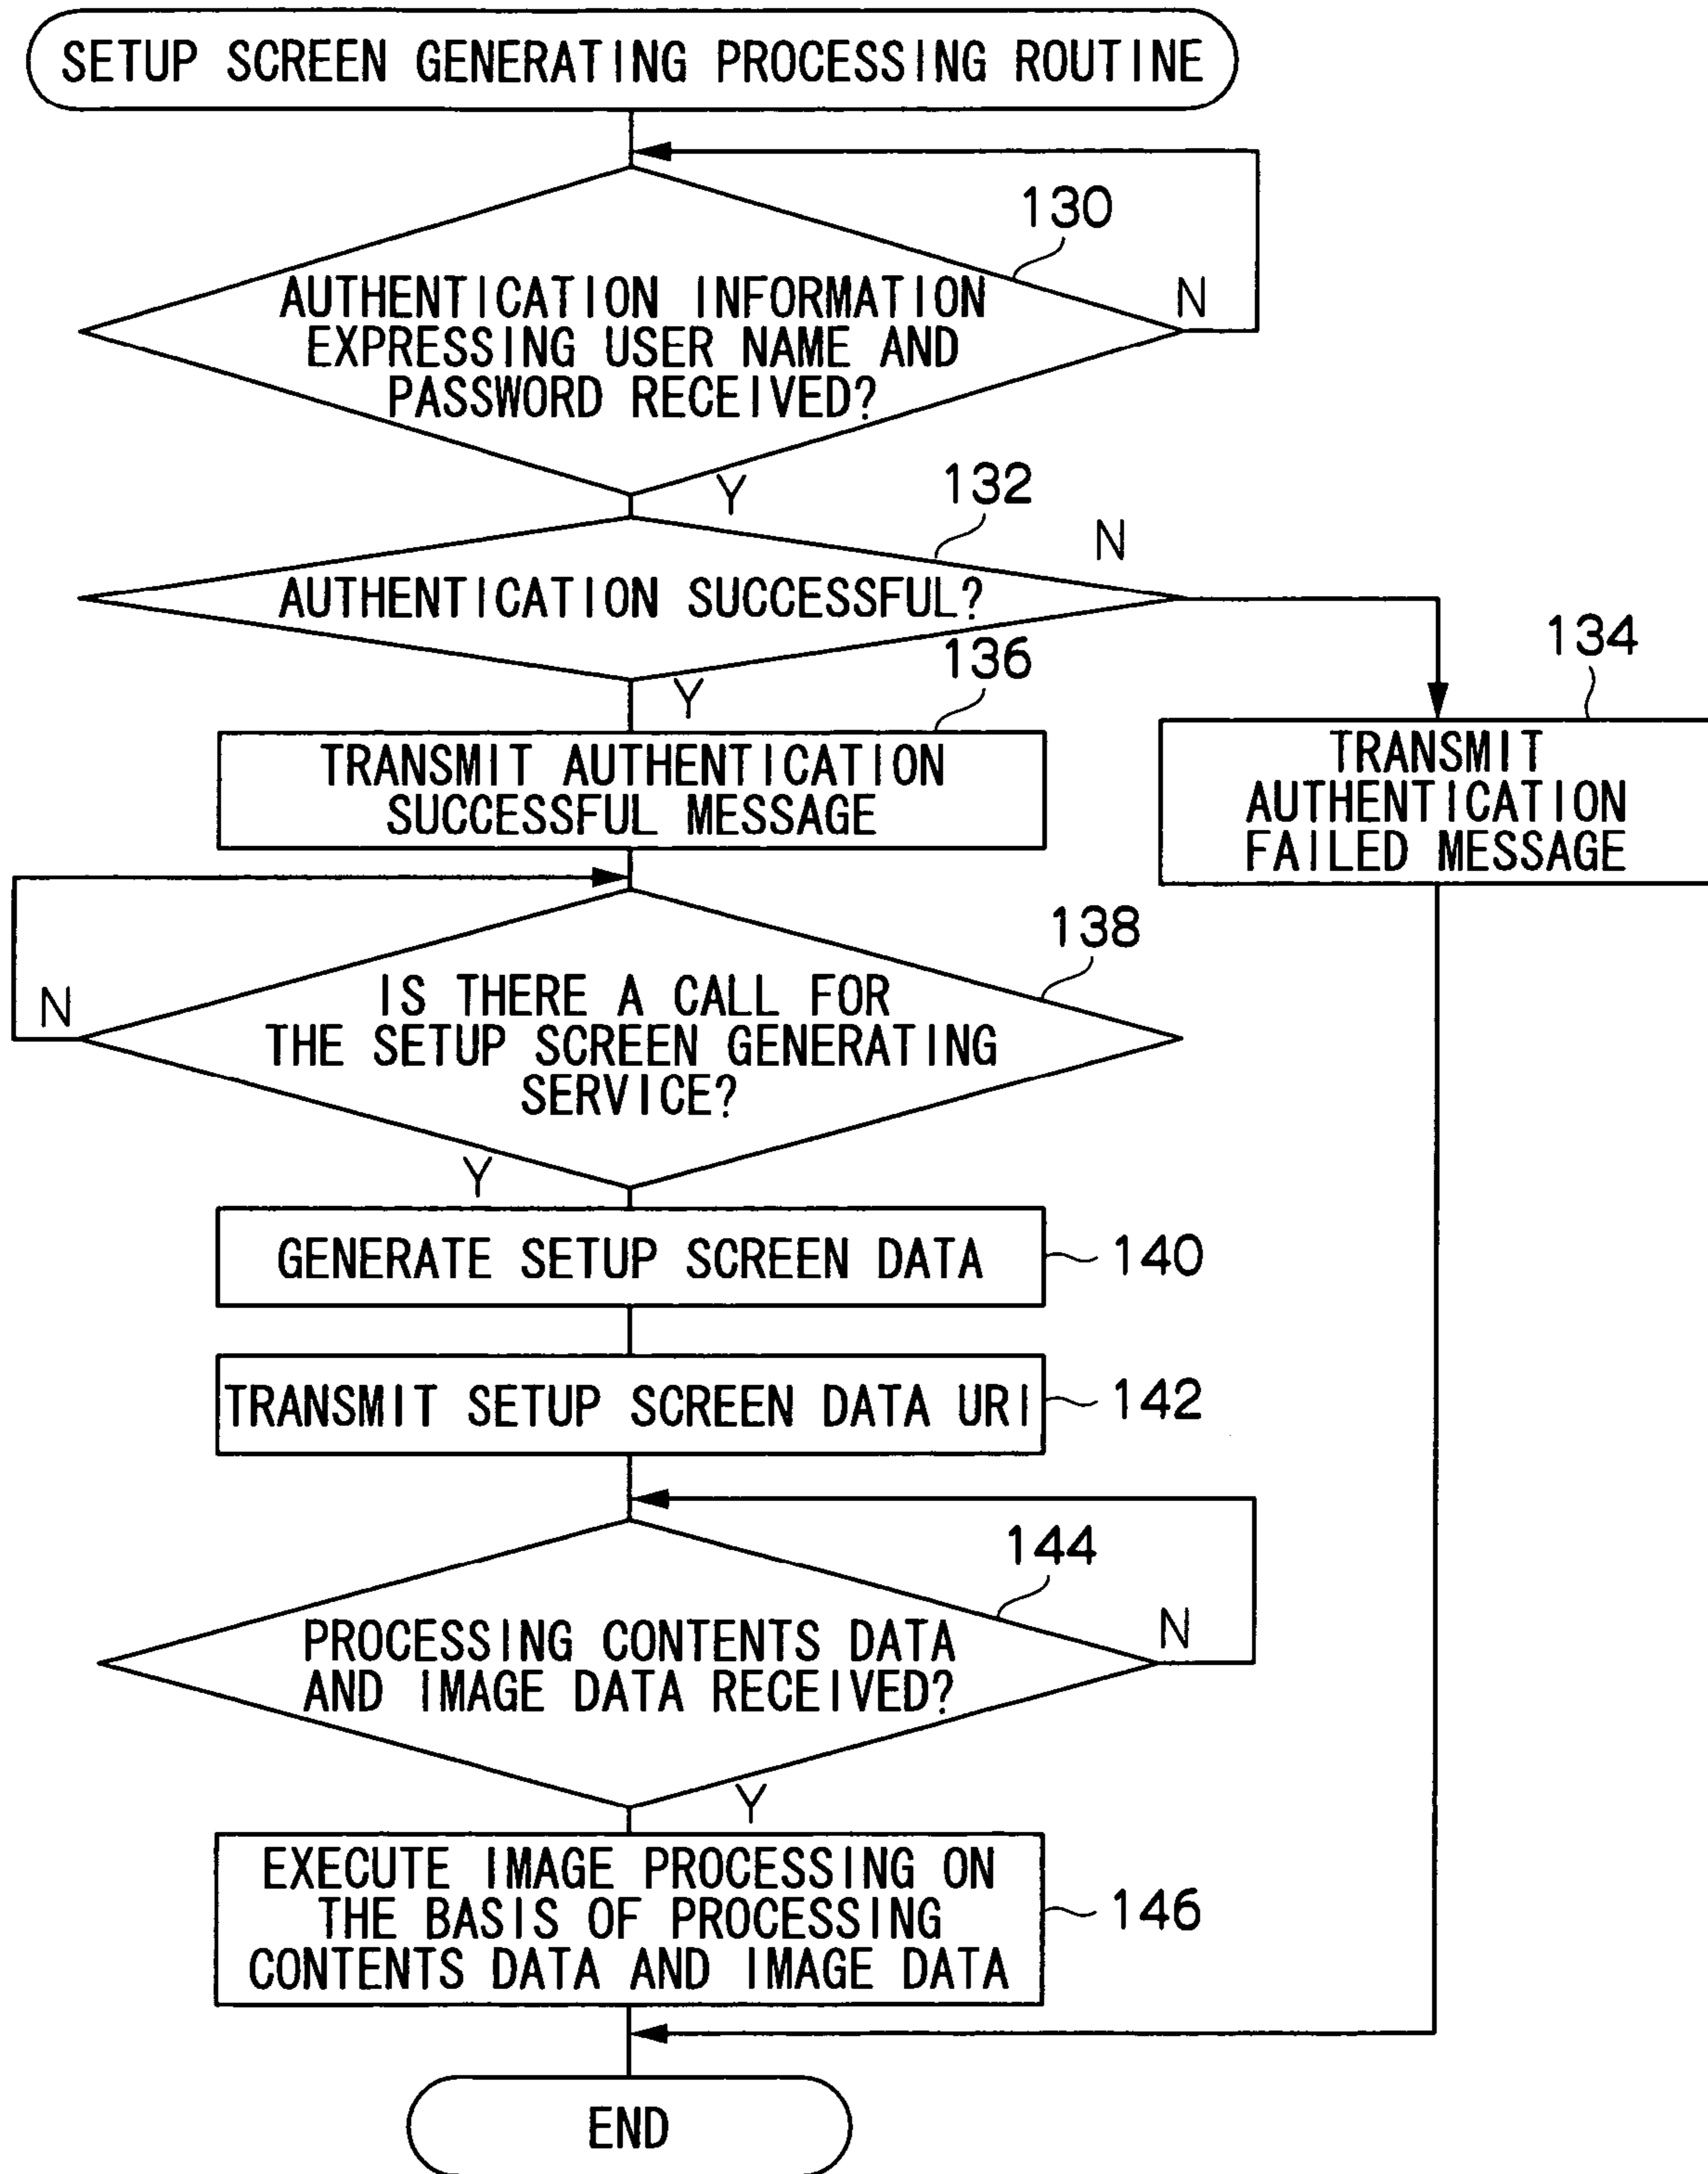 SETUP SCREEN GENERATING PROCESSING ROUTINE
130
AUTHENTICATION INFORMATION
EXPRESSING USER NAME AND
PASSWORD RECEIVED?
N
Y
132
N
AUTHENTICATION SUCCESSFUL?
Y
136
134
TRANSMIT AUTHENTICATION
SUCCESSFUL MESSAGE
TRANSMIT
AUTHENTICATION
FAILED MESSAGE
138
IS THERE A CALL FOR
THE SETUP SCREEN GENERATING
SERVICE?
N
Y
GENERATE SETUP SCREEN DATA
140
TRANSMIT SETUP SCREEN DATA URI
142
144
PROCESSING CONTENTS DATA
AND IMAGE DATA RECEIVED?
N
Y
EXECUTE IMAGE PROCESSING ON
THE BASIS OF PROCESSING
CONTENTS DATA AND IMAGE DATA
146
END